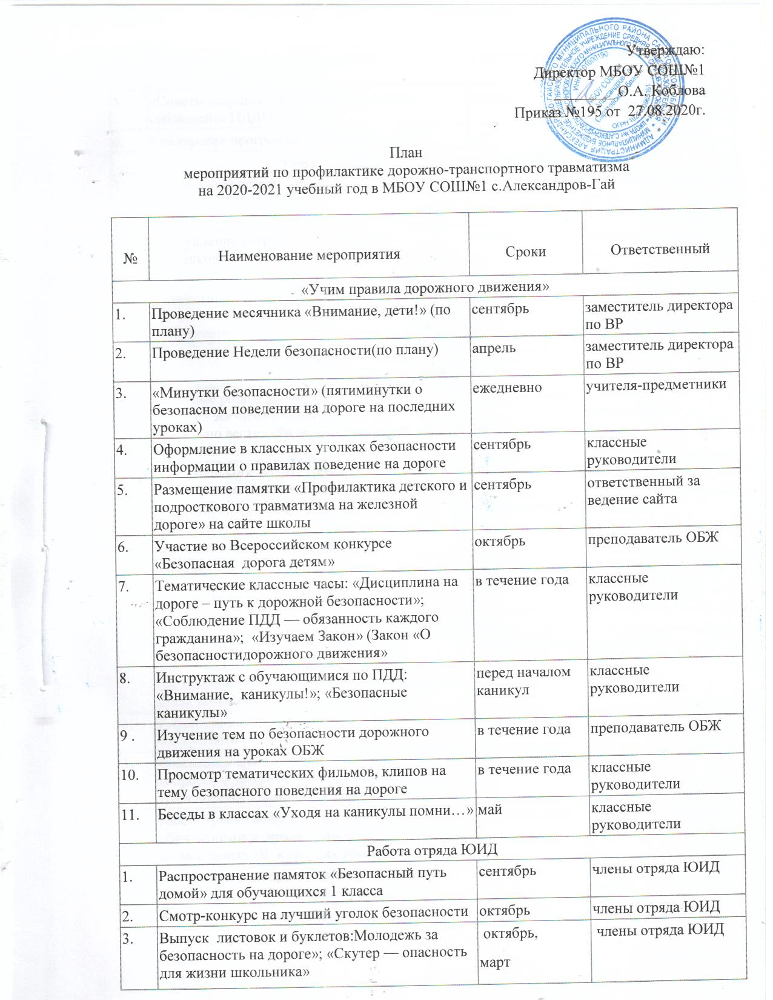 Утверждаю:
Директор МБОУ СОШ№1
________О.А. Коблова
Приказ №195 от 27.08.2020г.
План
мероприятий по профилактике дорожно-транспортного травматизма
на 2020-2021 учебный год в МБОУ СОШ№1 с.Александров-Гай
№ Наименование мероприятия Сроки Ответственный
«Учим правила дорожного движения»
1. Проведение месячника «Внимание, дети!» (по сентябрь заместитель директора
плану) по ВР
2. Проведение Недели безопасности(по плану) апрель заместитель директора
по ВР
3. «Минутки безопасности» (пятиминутки о ежедневно учителя-предметники
безопасном поведении на дороге на последних
уроках)
4. Оформление в классных уголках безопасности сентябрь классные
информации о правилах поведение на дороге руководители
5. Размещение памятки «Профилактика детского и сентябрь ответственный за
подросткового травматизма на железной ведение сайта
дороге» на сайте школы
6. Участие во Всероссийском конкурсе октябрь преподаватель ОБЖ
«Безопасная дорога детям»
7. Тематические классные часы: «Дисциплина на в течение года классные
дороге – путь к дорожной безопасности»; руководители
«Соблюдение ПДД — обязанность каждого
гражданина»; «Изучаем Закон» (Закон «О
безопасностидорожного движения»
8. Инструктаж с обучающимися по ПДД: перед началом классные
«Внимание, каникулы!»; «Безопасные каникул руководители
каникулы»
9 . Изучение тем по безопасности дорожного в течение года преподаватель ОБЖ
движения на уроках ОБЖ
10. Просмотр тематических фильмов, клипов на в течение года классные
тему безопасного поведения на дороге руководители
11. Беседы в классах «Уходя на каникулы помни…» май классные
руководители
Работа отряда ЮИД
1. Распространение памяток «Безопасный путь сентябрь члены отряда ЮИД
домой» для обучающихся 1 класса
2. Смотр-конкурс на лучший уголок безопасности октябрь члены отряда ЮИД
3. Выпуск листовок и буклетов:Молодежь за октябрь, члены отряда ЮИД
безопасность на дороге»; «Скутер — опасность март
для жизни школьника»